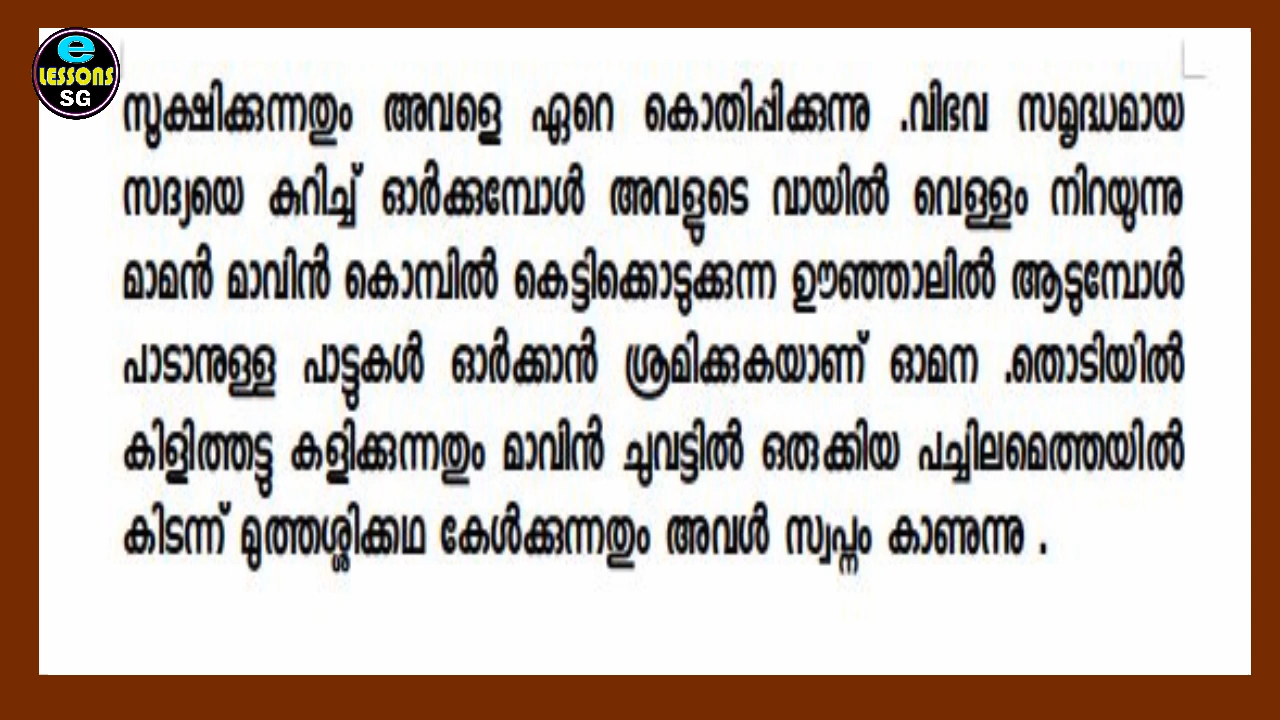 e
LESSONS
SG
സൂക്ഷിക്കുന്നതും അവളെ ഏറെ കൊതിപ്പിക്കുന്നു .വിഭവ സമൃദ്ധമായ
സദ്യയെ കുറിച്ച് ഓർക്കുമ്പോൾ അവളുടെ വായിൽ വെള്ളം നിറയുന്നു
മാമൻ മാവിൻ കൊമ്പിൽ കെട്ടിക്കൊടുക്കുന്ന ഊഞ്ഞാലിൽ ആടുമ്പോൾ
പാടാനുള്ള പാട്ടുകൾ ഓർക്കാൻ ശ്രമിക്കുകയാണ് ഓമന .തൊടിയിൽ
കിളിത്തട്ടു കളിക്കുന്നതും മാവിൻ ചുവട്ടിൽ ഒരുക്കിയ പച്ചിലമെത്തയിൽ
കിടന്ന് മുത്തശ്ശിക്കഥ കേൾക്കുന്നതും അവൾ സ്വപ്നം കാണുന്നു .